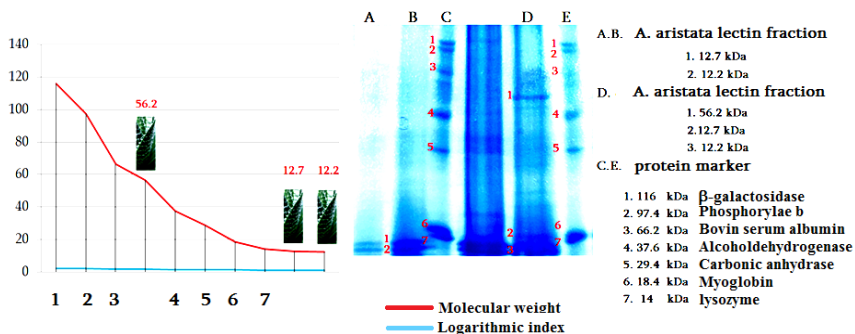 140
120
100
80
60
40
20
0
56.2
12.7 12.2
1 2 3 4 5 6 7
Molecular weight
Logarithmic index
A B C D E
1
2
1
2
3
4
5
6
7
1
2
3
1
2
3
4
5
6
7
A.B. A. aristata lectin fraction
1. 12.7 kDa
2. 12.2 kDa
D. A. aristata lectin fraction
1. 56.2 kDa
2.12.7 kDa
3. 12.2 kDa
C.E. protein marker
1. 116 kDa β-galactosidase
2. 97.4 kDa Phosphorylae b
3. 66.2 kDa Bovin serum albumin
4. 37.6 kDa Alcoholdehydrogenase
5. 29.4 kDa Carbonic anhydrase
6. 18.4 kDa Myoglobin
7. 14 kDa lysozyme